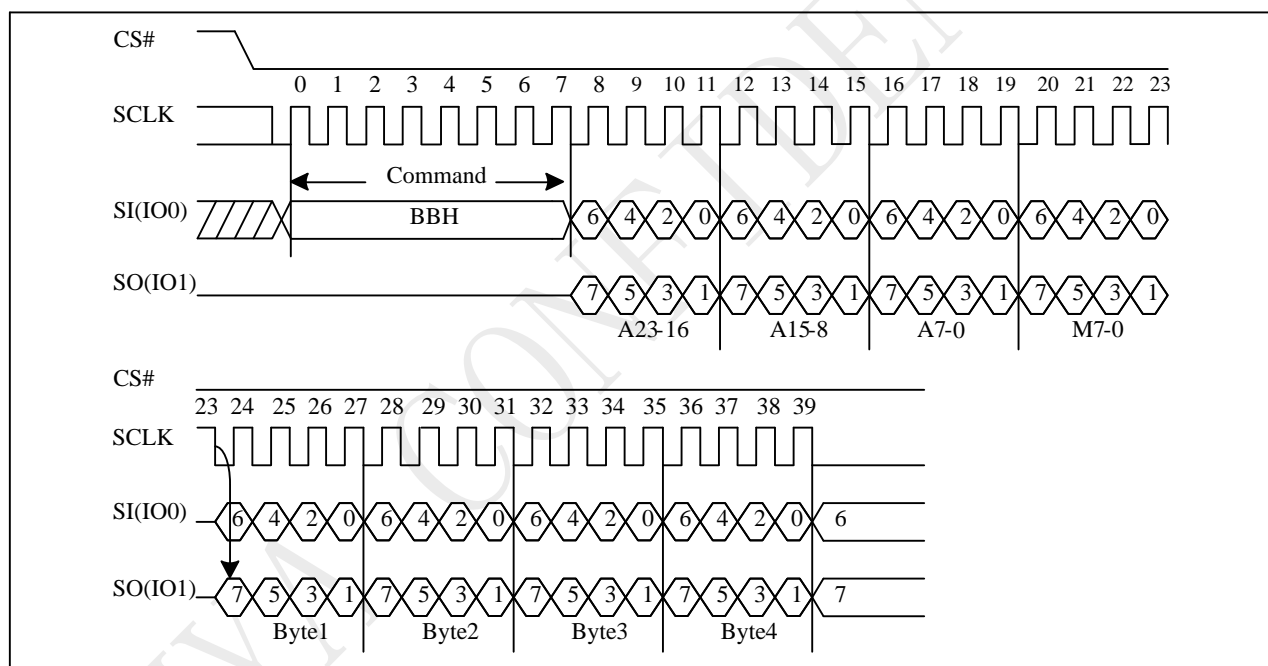 CS#
0 1 2 3 4 5 6 7 8 9 10 11 12 13 14 15 16 17 18 19 20 21 22 23
SCLK
Command
SI(IO0) BBH 6 4 2 0 6 4 2 0 6 4 2 0 6 4 2 0
SO(IO1) 7 5 3 1 7 5 3 1 7 5 3 1 7 5 3 1
A23-16 A15-8 A7-0 M7-0
CS#
23 24 25 26 27 28 29 30 31 32 33 34 35 36 37 38 39
SCLK
SI(IO0) 6 4 2 0 6 4 2 0 6 4 2 0 6 4 2 0 6
SO(IO1) 7 5 3 1 7 5 3 1 7 5 3 1 7 5 3 1 7
Byte1 Byte2 Byte3 Byte4